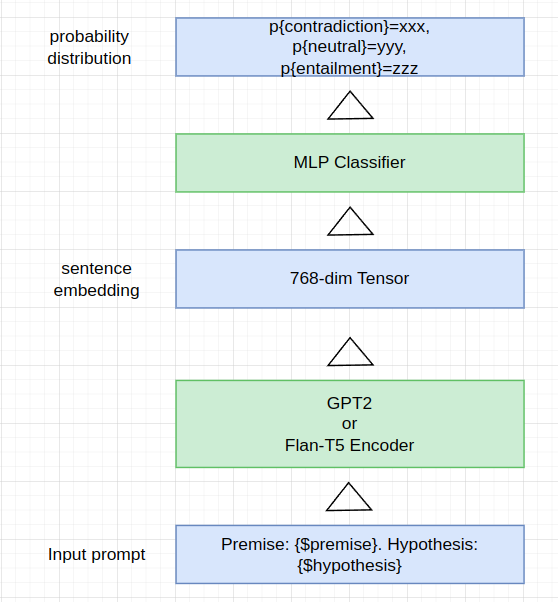 probability
distribution
p{contradiction}=xxx,
p{neutral}=yyy,
p{entailment}=zzz
MLP Classifier
sentence
embedding
768-dim Tensor
GPT2
or
Flan-T5 Encoder
Input prompt
Premise: {$premise}. Hypothesis:
{$hypothesis}